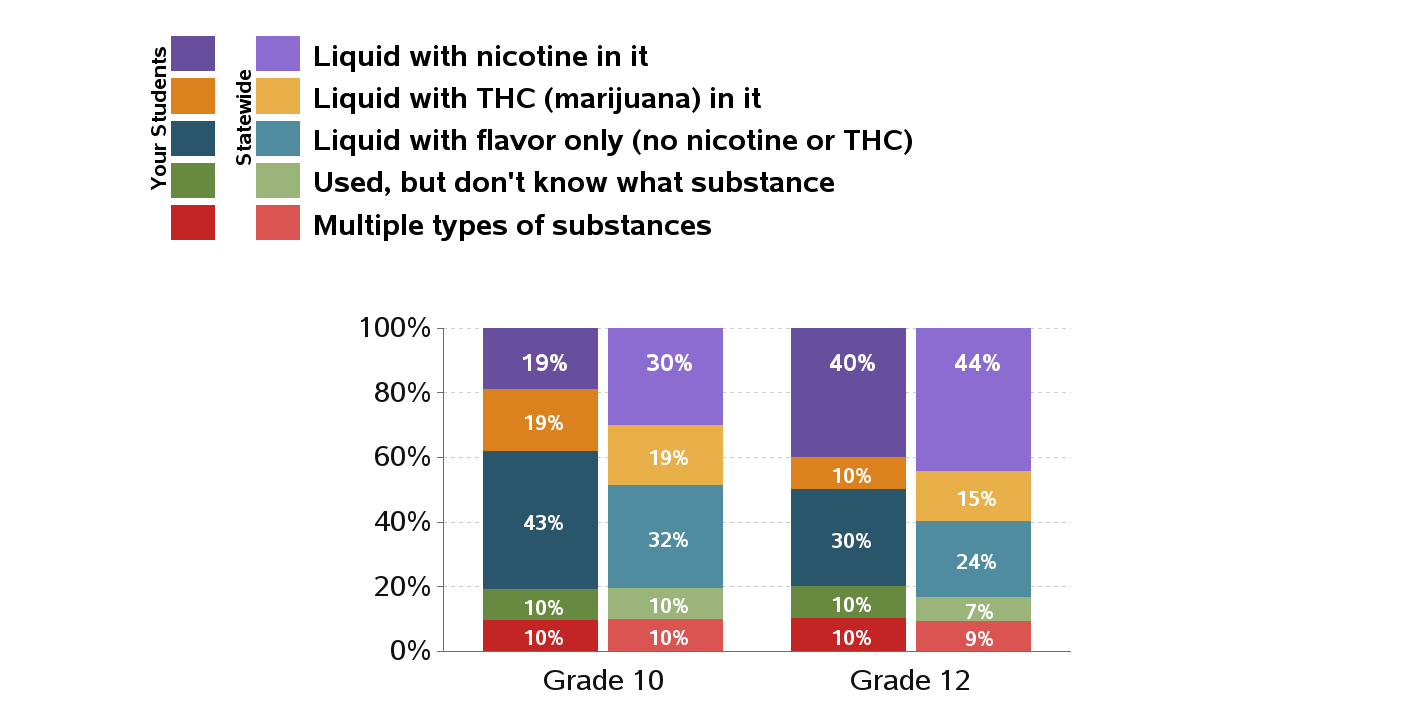 Your Students
Statewide
Liquid with nicotine in it
Liquid with THC (marijuana) in it
Liquid with flavor only (no nicotine or THC)
Used, but don't know what substance
Multiple types of substances
100%
80%
60%
40%
20%
0%
19%
19%
43%
10%
10%
30%
19%
32%
10%
10%
40%
10%
30%
10%
10%
44%
15%
24%
7%
9%
Grade 10
Grade 12